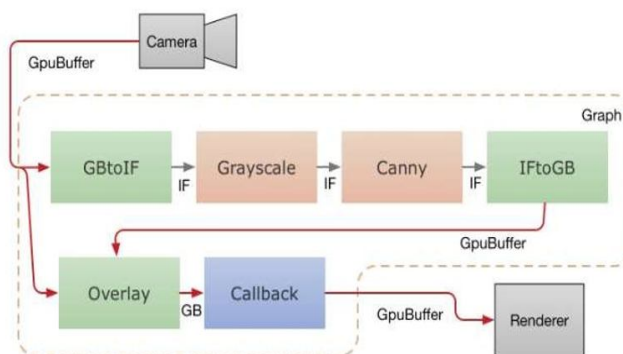 Camera
GpuBuffer
Graph
GBtoIF
IF
Grayscale
IF
Canny
IF
IFtoGB
GpuBuffer
Overlay
GB
Callback
GpuBuffer
Renderer